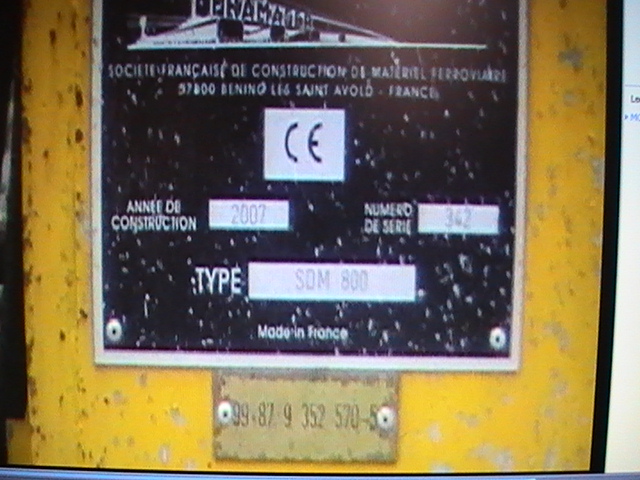 FRAMAFER
SOCIETE FRANÇAISE DE CONSTRUCTION DE MATERIEL FERROVIAIRE
57800 BENING LES SAINT AVOLD - FRANCE
CE
ANNEE DE CONSTRUCTION 2007
NUMERO DE SERIE 342
TYPE SDM 800
Made in France
99-87 9 352 570-5